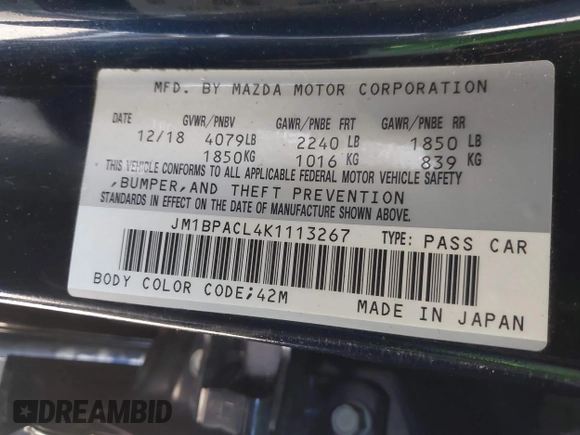 MFD. BY MAZDA MOTOR CORPORATION
DATE GVWR/PNBV GAWR/PNBE FRT GAWR/PNBE RR
12/18 4079LB 2240 LB 1850 LB
1850KG 1016 KG 839 KG
THIS VEHICLE CONFORMS TO ALL APPLICABLE FEDERAL MOTOR VEHICLE SAFETY
,BUMPER,AND THEFT PREVENTION
STANDARDS IN EFFECT ON THE DATE OF MANUFACTURE SHOWN ABOVE.
JM1BPACL4K1113267 TYPE: PASS CAR
BODY COLOR CODE;42M
MADE IN JAPAN
DREAMBID